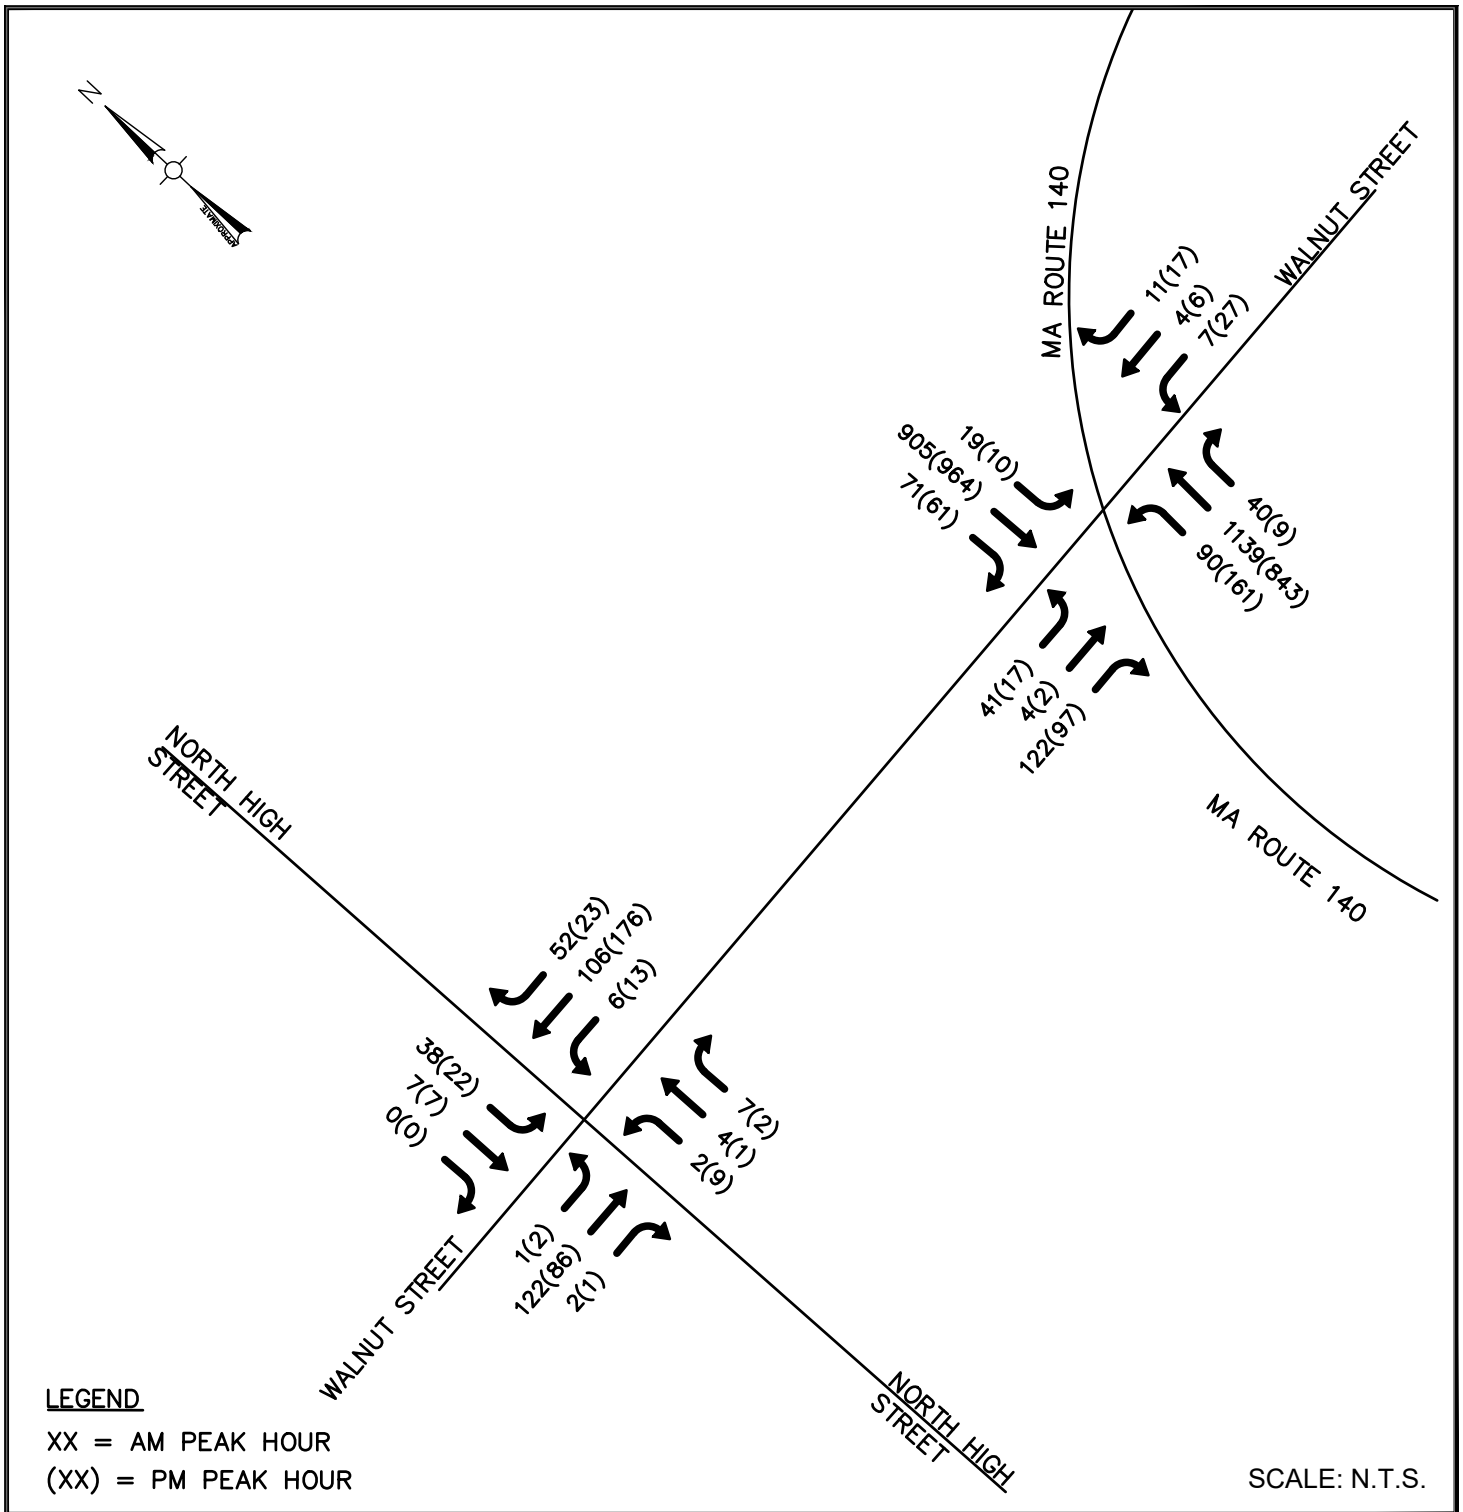 N
APPROXIMATE
MA ROUTE 140
WALNUT STREET
11(17)
4(6)
7(27)
19(10)
905(964)
71(61)
40(9)
1139(843)
90(161)
41(17)
4(2)
122(97)
MA ROUTE 140
NORTH HIGH
STREET
52(23)
106(176)
6(13)
38(22)
7(7)
0(0)
7(2)
4(1)
2(9)
1(2)
122(86)
2(1)
WALNUT STREET
NORTH HIGH
STREET
LEGEND
XX = AM PEAK HOUR
(XX) = PM PEAK HOUR
SCALE: N.T.S.